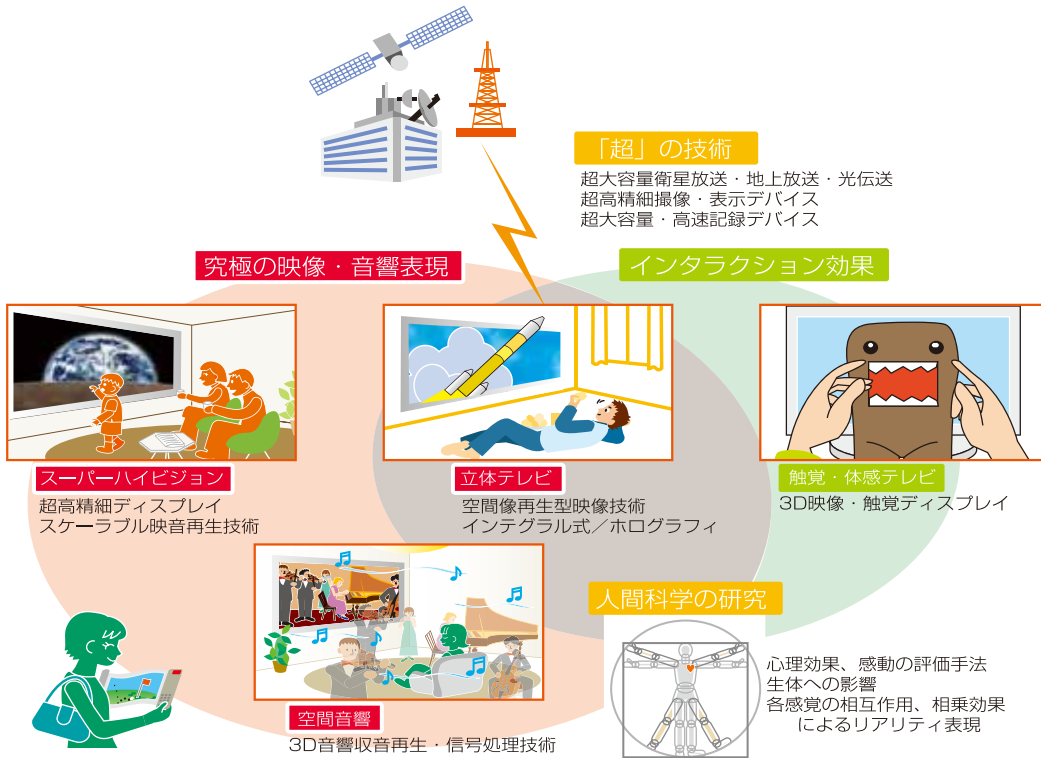 「超」の技術
超大容量衛星放送・地上放送・光伝送
超高精細撮像・表示デバイス
超大容量・高速記録デバイス
究極の映像・音響表現
インタラクション効果
スーパーハイビジョン
超高精細ディスプレイ
スケーラブル映音再生技術
立体テレビ
空間像再生型映像技術
インテグラル式／ホログラフィ
触覚・体感テレビ
3D映像・触覚ディスプレイ
空間音響
3D音響収音再生・信号処理技術
人間科学の研究
心理効果、感動の評価手法
生体への影響
各感覚の相互作用、相乗効果
によるリアリティ表現